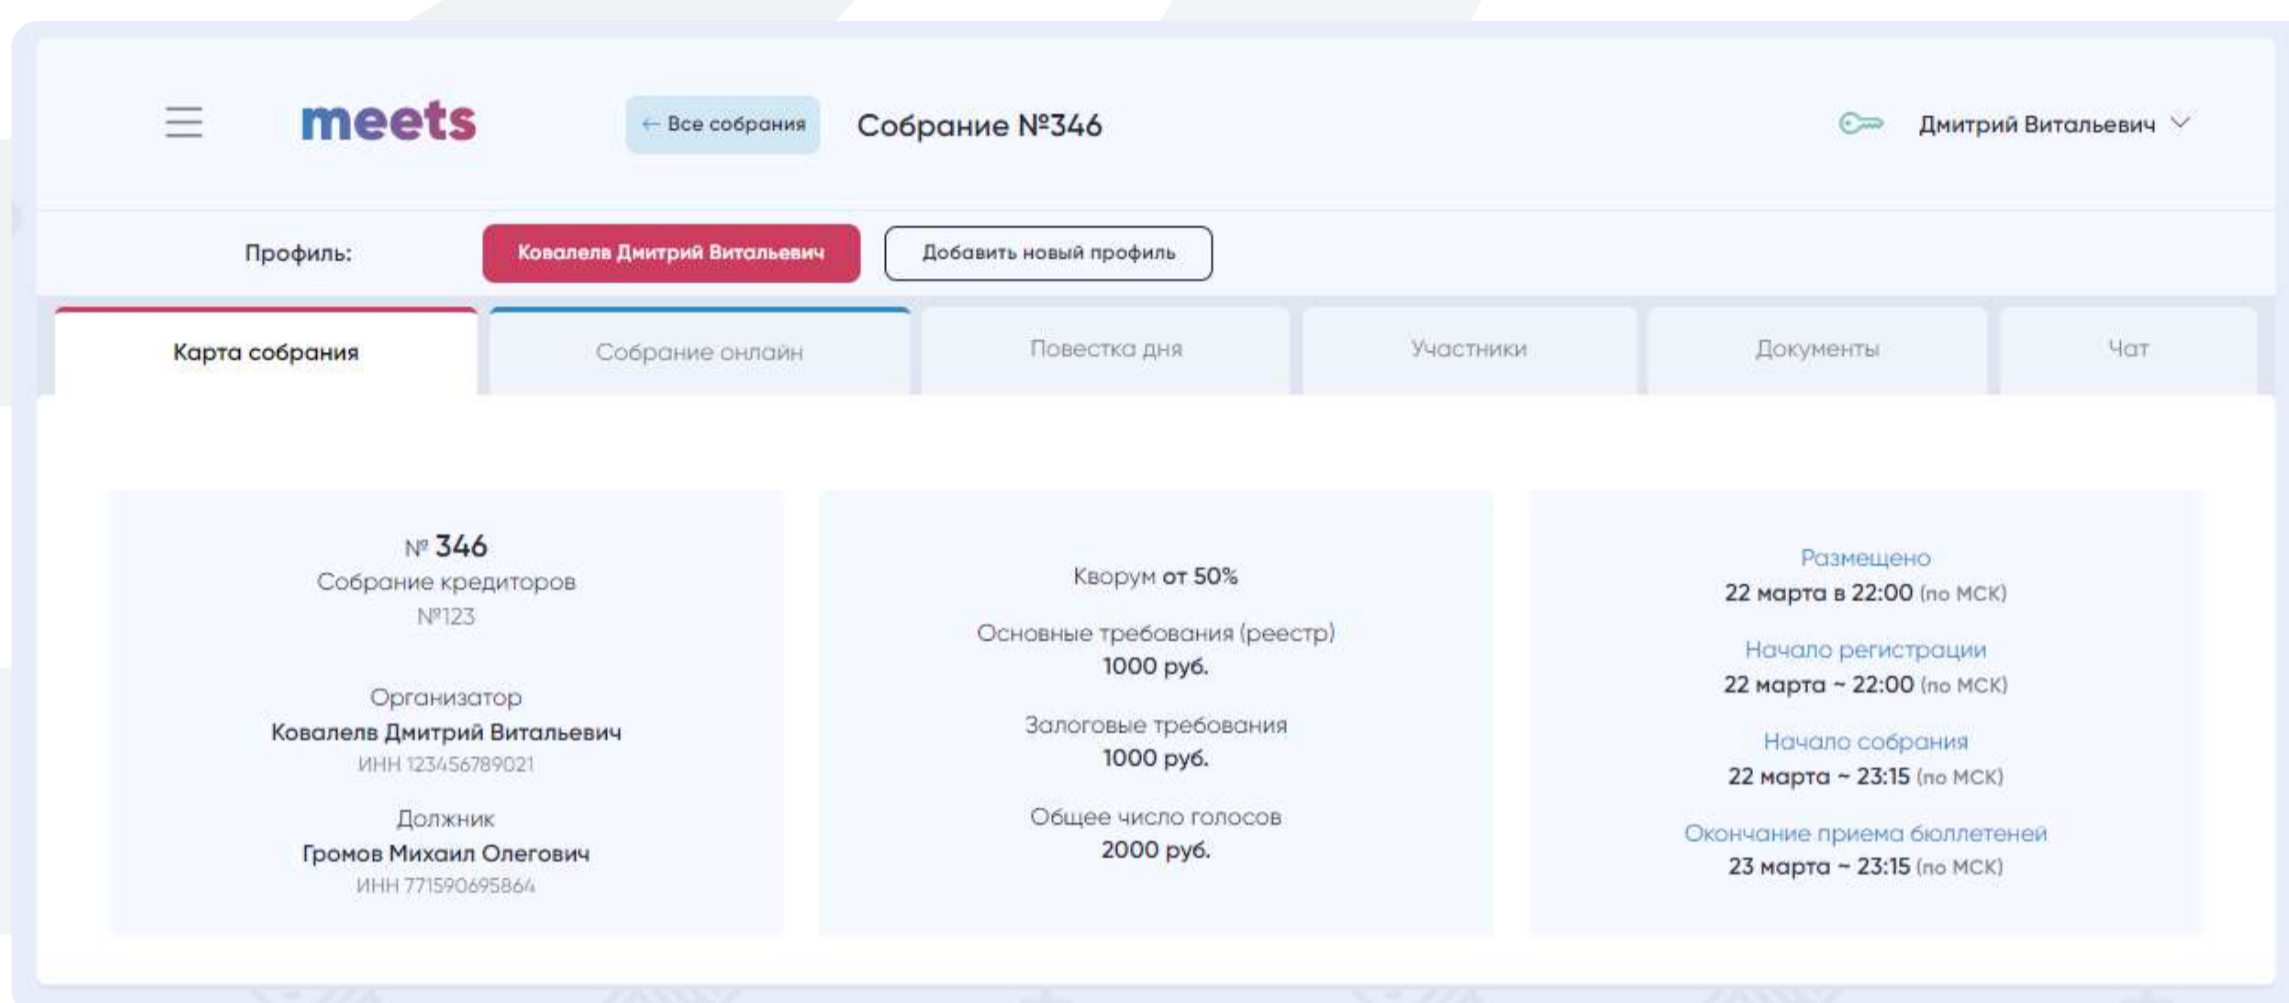 meets
← Все собрания
Собрание №346
Дмитрий Витальевич
Профиль:
Ковалелв Дмитрий Витальевич
Добавить новый профиль
Карта собрания
Собрание онлайн
Повестка дня
Участники
Документы
Чат
№ 346
Собрание кредиторов
№123
Организатор
Ковалелв Дмитрий Витальевич
ИНН 123456789021
Должник
Громов Михаил Олегович
ИНН 771590695864
Кворум от 50%
Основные требования (реестр)
1000 руб.
Залоговые требования
1000 руб.
Общее число голосов
2000 руб.
Размещено
22 марта в 22:00 (по МСК)
Начало регистрации
22 марта ~ 22:00 (по МСК)
Начало собрания
22 марта ~ 23:15 (по МСК)
Окончание приема бюллетеней
23 марта ~ 23:15 (по МСК)